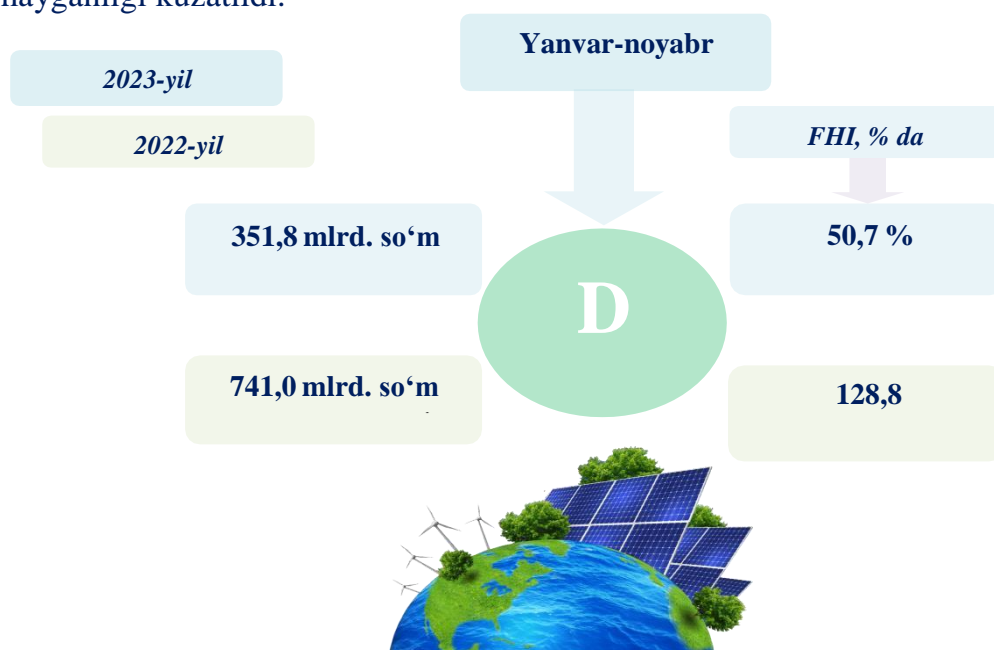 kuzatildi.
Yanvar-noyabr
2023-yil
2022-yil
FHI, % da
351,8 mlrd. so‘m
50,7 %
D
741,0 mlrd. so‘m
128,8